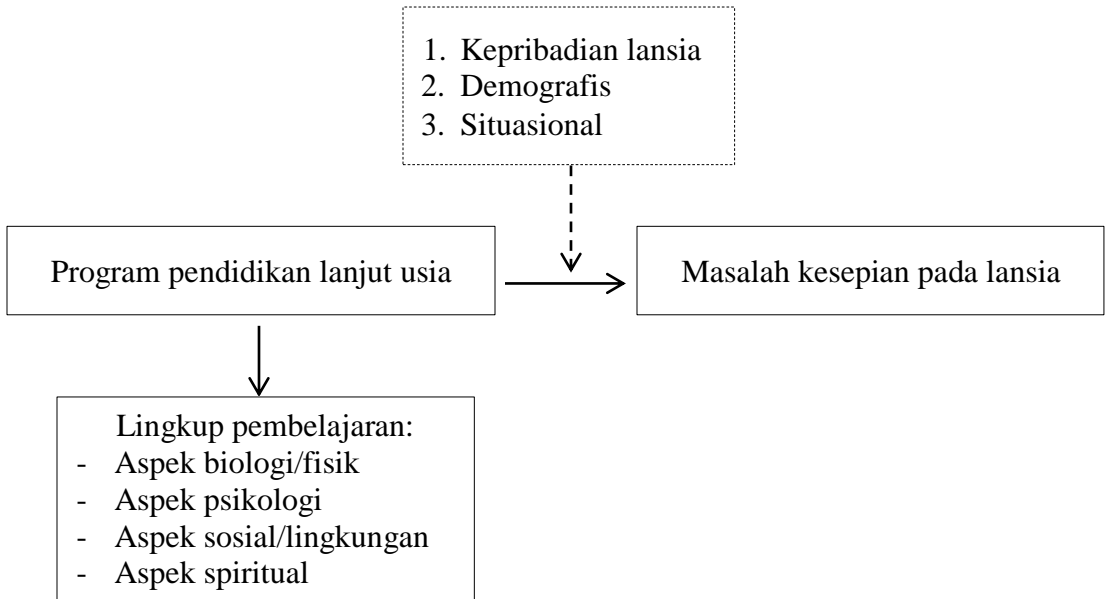 1. Kepribadian lansia
2. Demografis
3. Situasional
Program pendidikan lanjut usia
Masalah kesepian pada lansia
Lingkup pembelajaran:
- Aspek biologi/fisik
- Aspek psikologi
- Aspek sosial/lingkungan
- Aspek spiritual